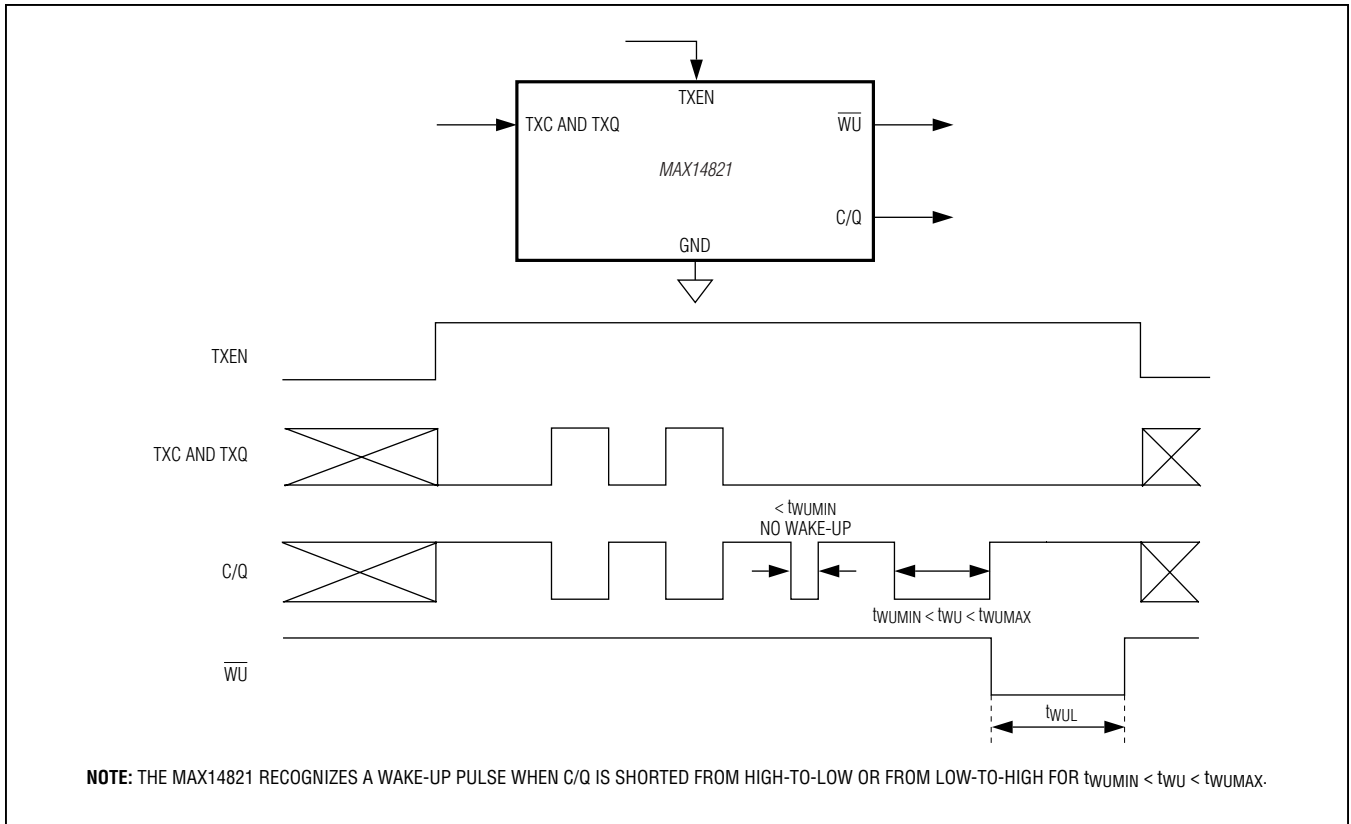 TXEN
TXC AND TXQ
W̅U̅
MAX14821
C/Q
GND
TXEN
TXC AND TXQ
< tWUMIN
NO WAKE-UP
C/Q
tWUMIN < tWU < tWUMAX
W̅U̅
tWUL
NOTE: THE MAX14821 RECOGNIZES A WAKE-UP PULSE WHEN C/Q IS SHORTED FROM HIGH-TO-LOW OR FROM LOW-TO-HIGH FOR tWUMIN < tWU < tWUMAX.